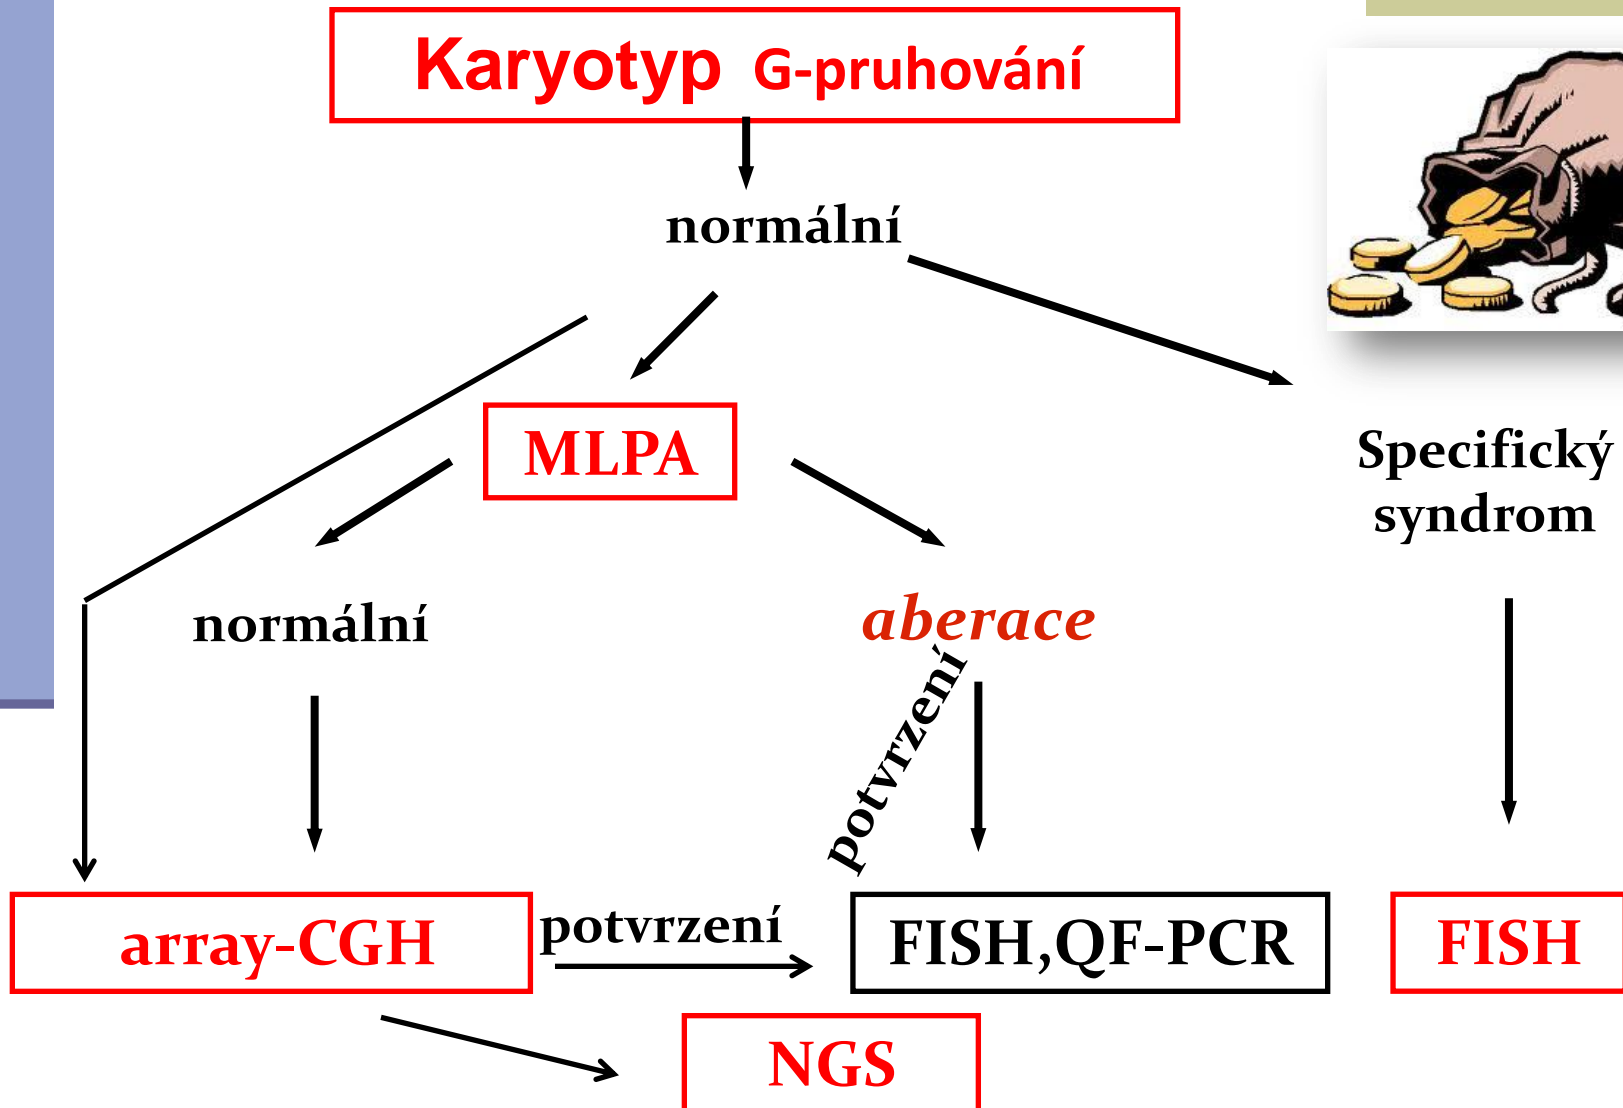 Karyotyp G-pruhování
normální
MLPA
Specifický
syndrom
normální
aberace
potvrzení
array-CGH
potvrzení
FISH,QF-PCR
FISH
NGS